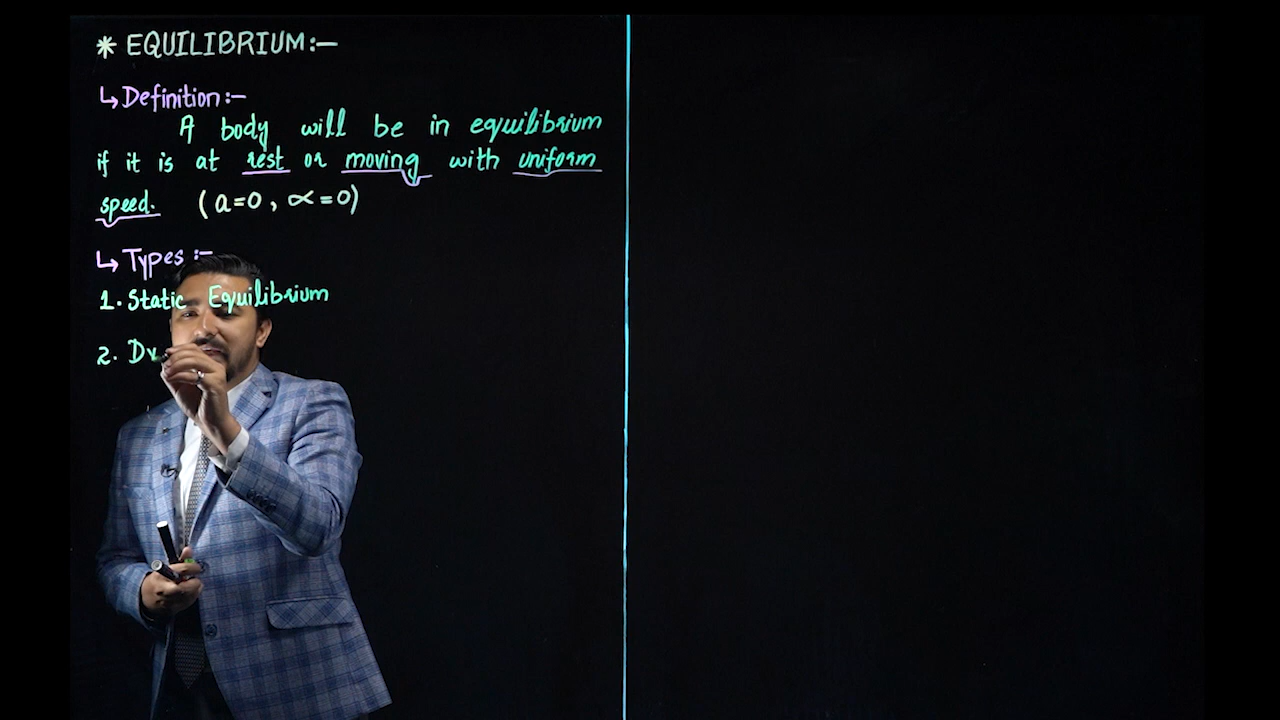 * EQUILIBRIUM:-
↳ Definition:-
A body will be in equilibrium
if it is at rest or moving with uniform
speed. (a=0, ∝=0)
↳ Types:-
1. Static Equilibrium
2.